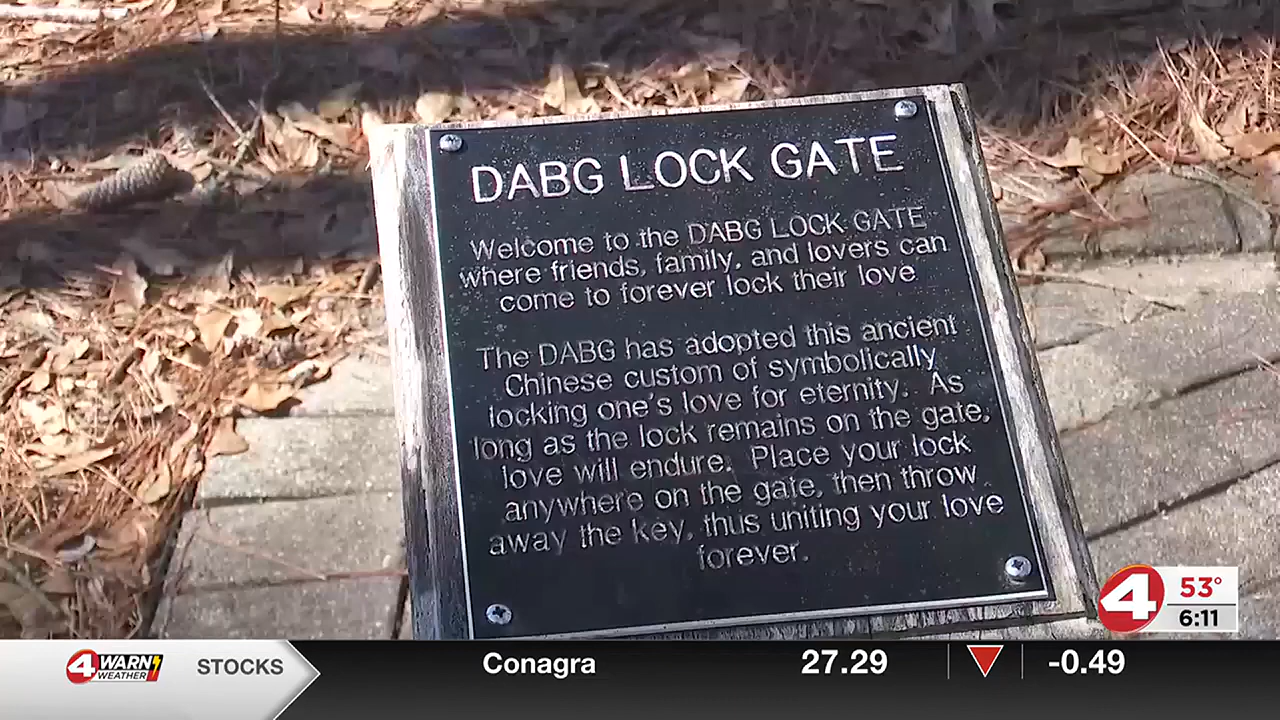 DABG LOCK GATE
Welcome to the DABG LOCK GATE
where friends, family, and lovers can
come to forever lock their love
The DABG has adopted this ancient
Chinese custom of symbolically
locking one's love for eternity. As
long as the lock remains on the gate,
love will endure. Place your lock
anywhere on the gate, then throw
away the key, thus uniting your love
forever.
4 53°
6:11
4 WARN WEATHER STOCKS Conagra 27.29 -0.49